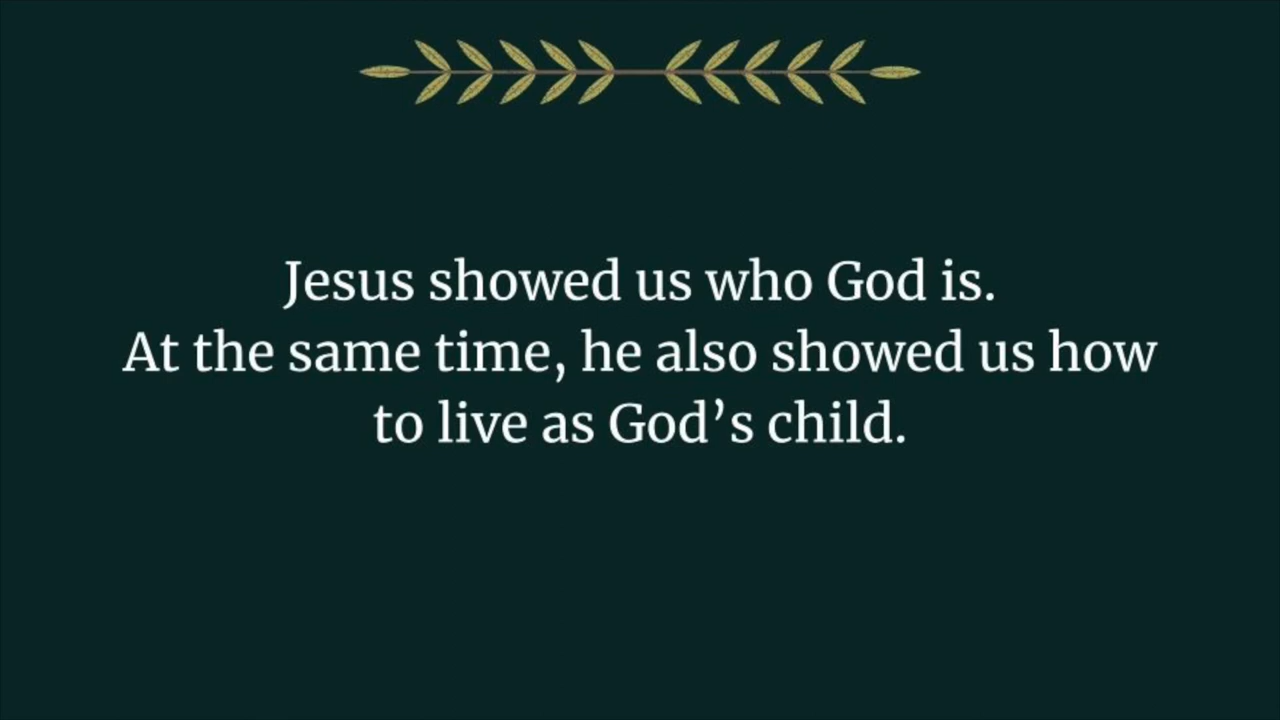 Jesus showed us who God is.
At the same time, he also showed us how
to live as God’s child.